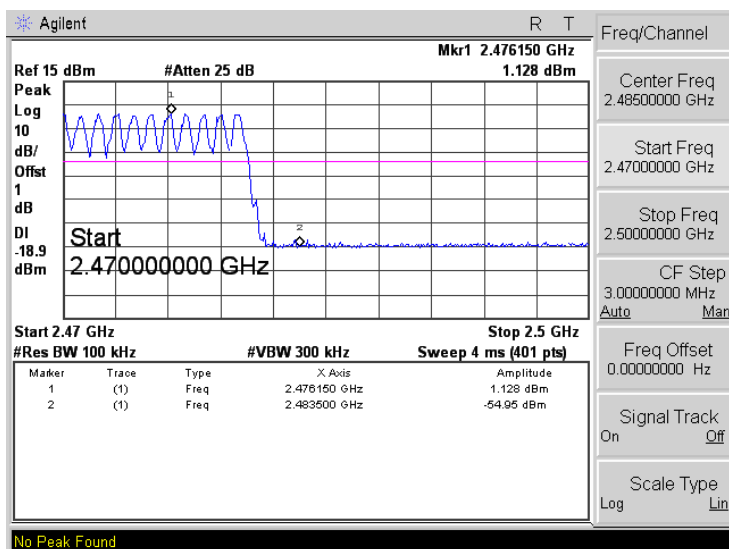 Agilent R T
Mkr1 2.476150 GHz
Ref 15 dBm #Atten 25 dB 1.128 dBm
Peak
Log
10
dB/
Offst
1
dB
DI
-18.9
dBm
1
2
Start
2.470000000 GHz
Start 2.47 GHz Stop 2.5 GHz
#Res BW 100 kHz #VBW 300 kHz Sweep 4 ms (401 pts)
Marker Trace Type X Axis Amplitude
1 (1) Freq 2.476150 GHz 1.128 dBm
2 (1) Freq 2.483500 GHz -54.95 dBm
No Peak Found
Freq/Channel
Center Freq
2.48500000 GHz
Start Freq
2.47000000 GHz
Stop Freq
2.50000000 GHz
CF Step
3.00000000 MHz
Auto Man
Freq Offset
0.00000000 Hz
Signal Track
On Off
Scale Type
Log Lin